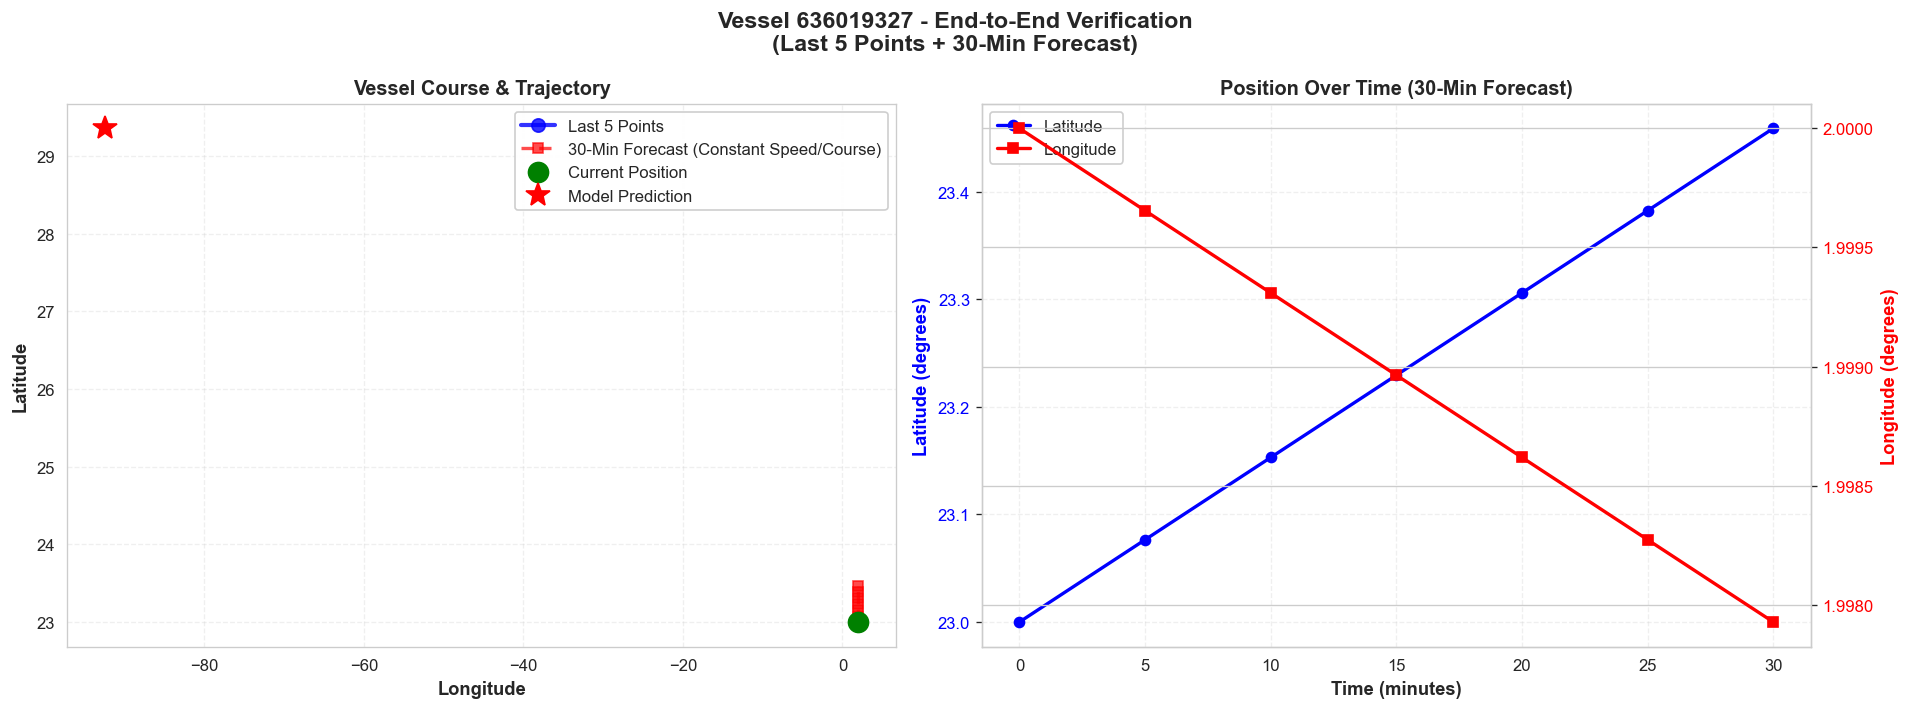 Vessel 636019327 - End-to-End Verification
(Last 5 Points + 30-Min Forecast)
Vessel Course & Trajectory
Last 5 Points
30-Min Forecast (Constant Speed/Course)
Current Position
Model Prediction
29
28
27
26
25
24
23
Latitude
−80
−60
−40
−20
0
Longitude
Position Over Time (30-Min Forecast)
Latitude
Longitude
23.4
23.3
23.2
23.1
23.0
Latitude (degrees)
2.0000
1.9995
1.9990
1.9985
1.9980
Longitude (degrees)
0
5
10
15
20
25
30
Time (minutes)